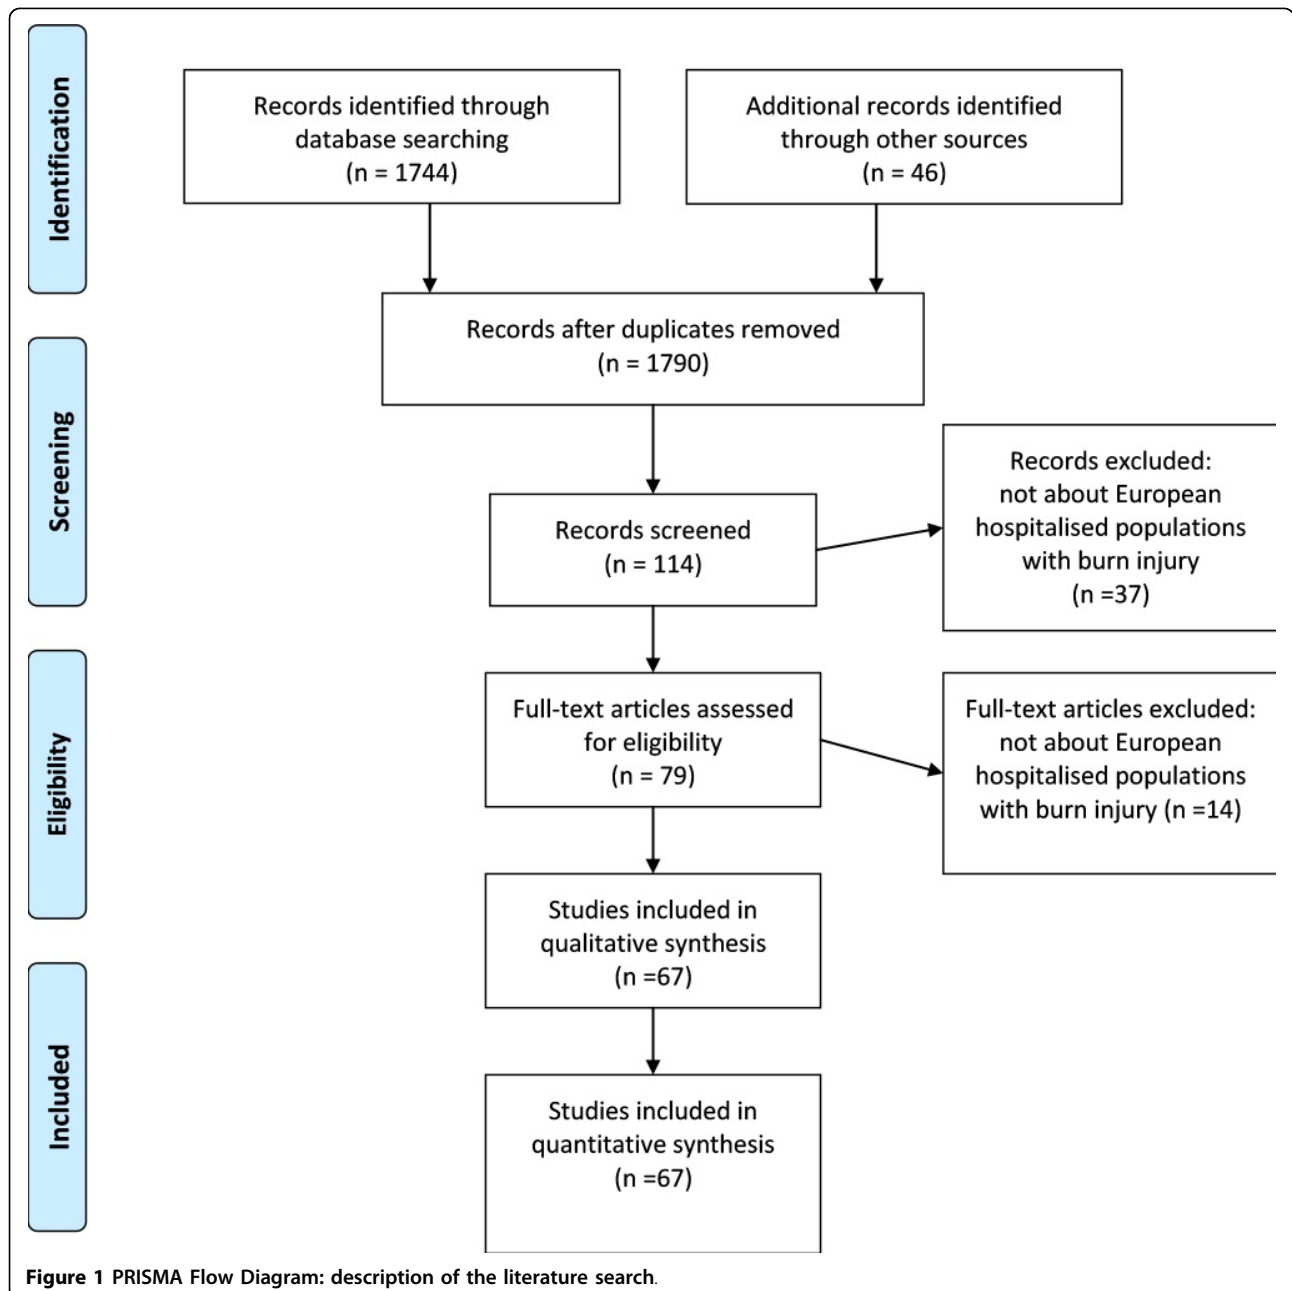 Identification
Records identified through
database searching
(n = 1744)
Additional records identified
through other sources
(n = 46)
Records after duplicates removed
(n = 1790)
Screening
Records screened
(n = 114)
Records excluded:
not about European
hospitalised populations
with burn injury
(n =37)
Eligibility
Full-text articles assessed
for eligibility
(n = 79)
Full-text articles excluded:
not about European
hospitalised populations
with burn injury (n =14)
Studies included in
qualitative synthesis
(n =67)
Included
Studies included in
quantitative synthesis
(n =67)
Figure 1 PRISMA Flow Diagram: description of the literature search.